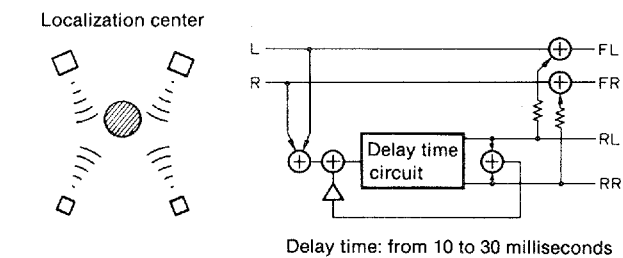 Localization center
L
FL
R
FR
RL
Delay time
circuit
RR
Delay time: from 10 to 30 milliseconds